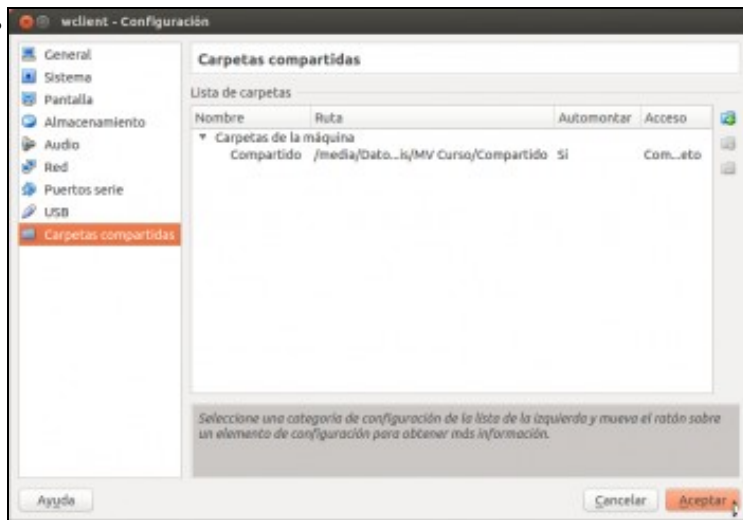 wclient - Configuración
General
Sistema
Pantalla
Almacenamiento
Audio
Red
Puertos serie
USB
Carpetas compartidas
Carpetas compartidas
Lista de carpetas
Nombre Ruta Automontar Acceso
Carpetas de la máquina
Compartido /media/Dato...is/MV Curso/Compartido Sí Com...eto
Seleccione una categoría de configuración de la lista de la izquierda y mueva el ratón sobre
un elemento de configuración para obtener más información.
Ayuda Cancelar Aceptar